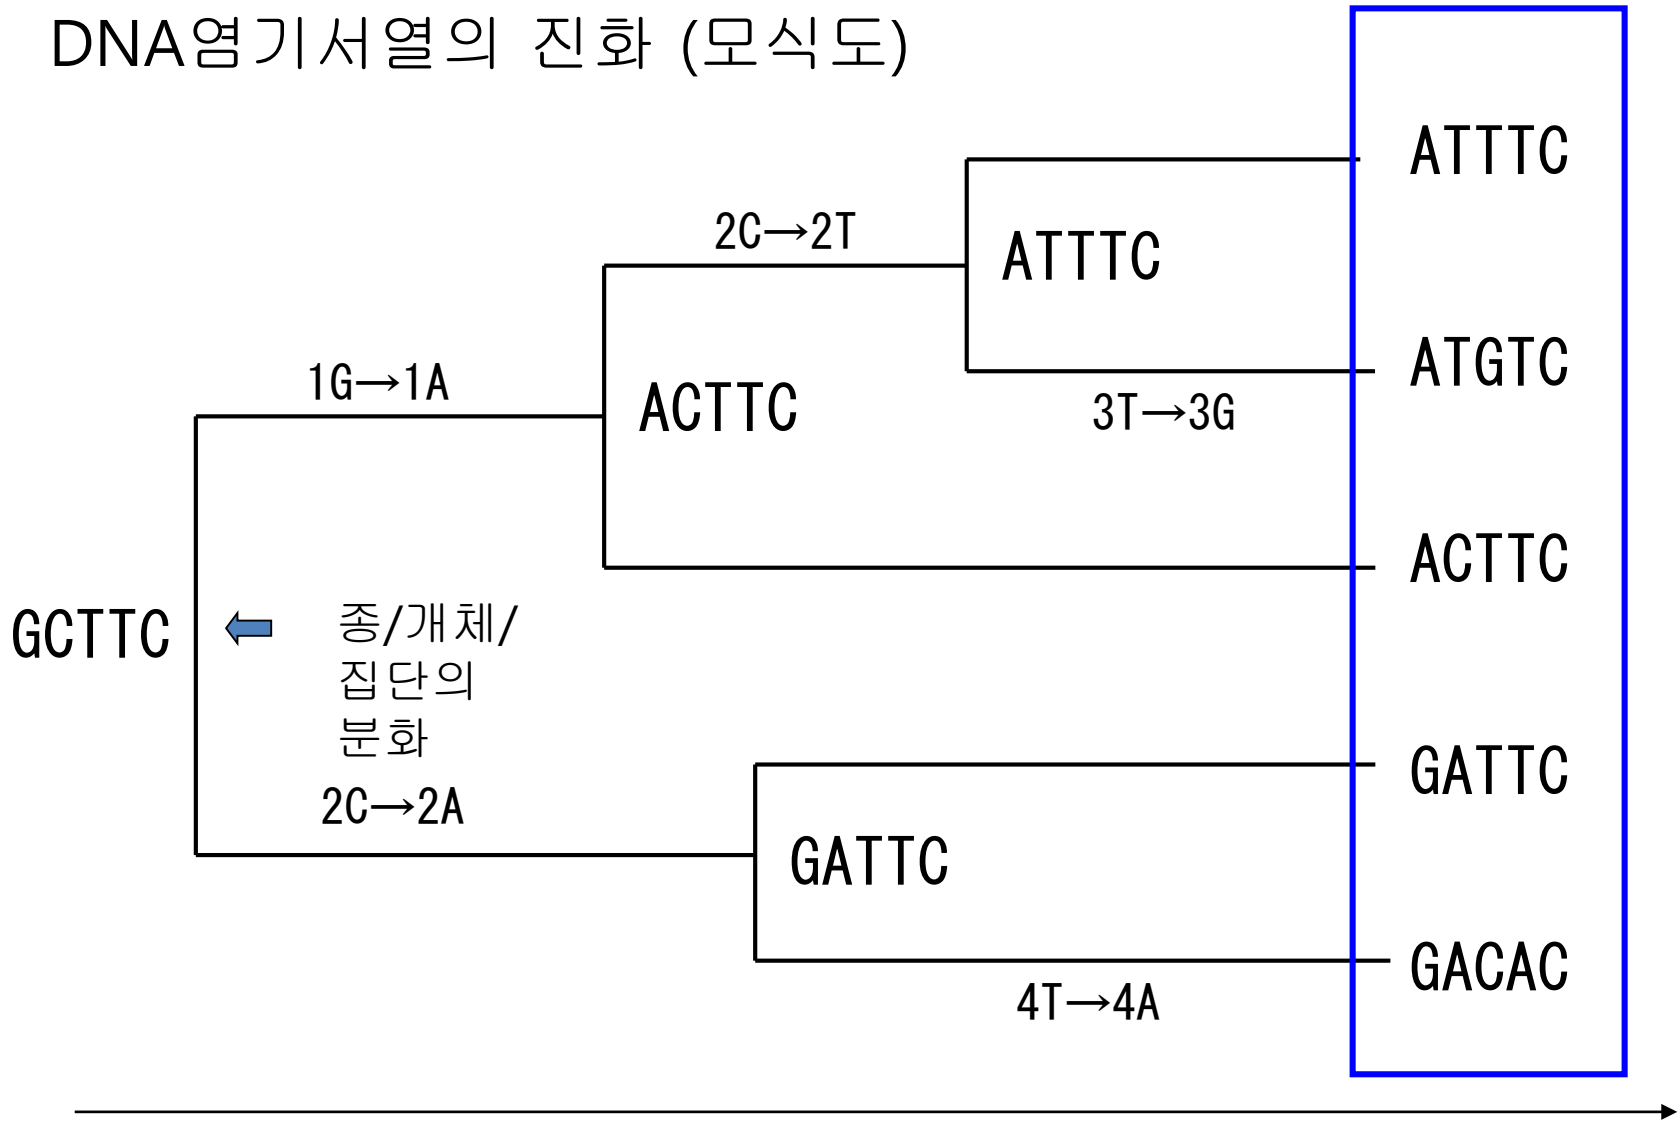 DNA염기서열의 진화 (모식도)
ATTTC
2C→2T
ATTTC
1G→1A
ATGTC
ACTTC
3T→3G
ACTTC
GCTTC
종/개체/
집단의
분화
2C→2A
GATTC
GATTC
GACAC
4T→4A